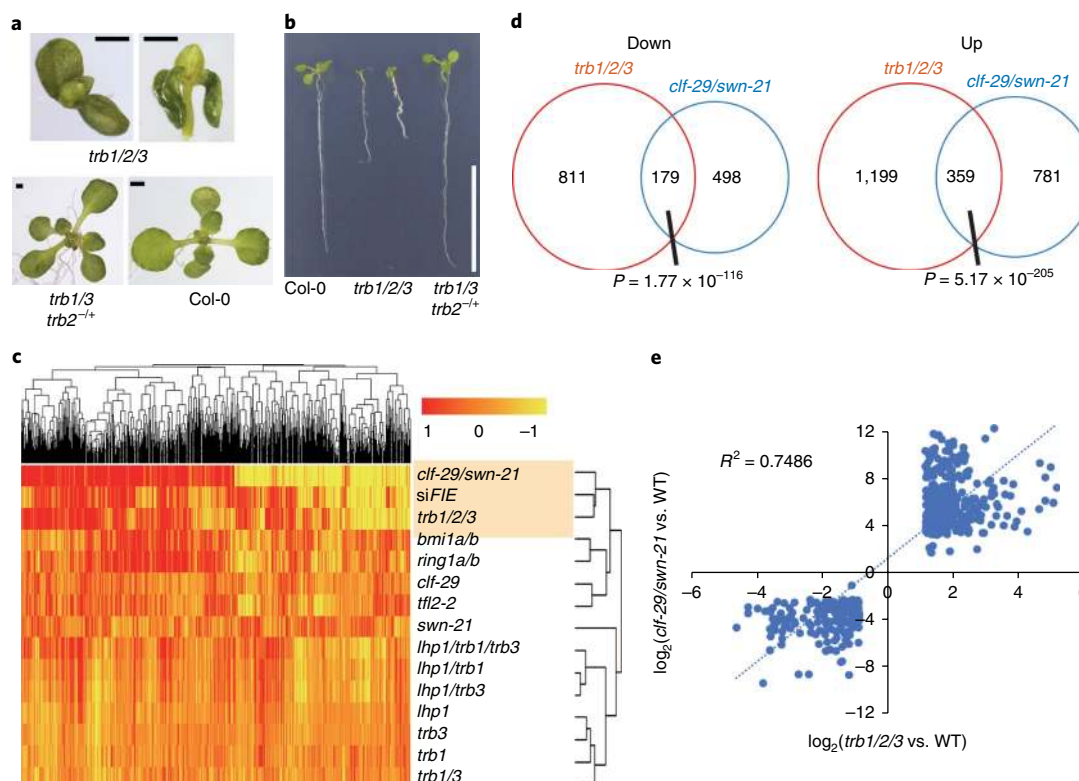 a
trb1/2/3
trb1/3
trb2−/+
Col-0
b
Col-0
trb1/2/3
trb1/3
trb2−/+
c
1
0
−1
clf-29/swn-21
siFIE
trb1/2/3
bmi1a/b
ring1a/b
clf-29
tfl2-2
swn-21
lhp1/trb1/trb3
lhp1/trb1
lhp1/trb3
lhp1
trb3
trb1
trb1/3
d
Down
trb1/2/3
clf-29/swn-21
811
179
498
P = 1.77 × 10−116
Up
trb1/2/3
clf-29/swn-21
1,199
359
781
P = 5.17 × 10−205
e
R2 = 0.7486
log2(clf-29/swn-21 vs. WT)
12
8
4
0
−4
−8
−12
−6
−4
−2
0
2
4
log2(trb1/2/3 vs. WT)